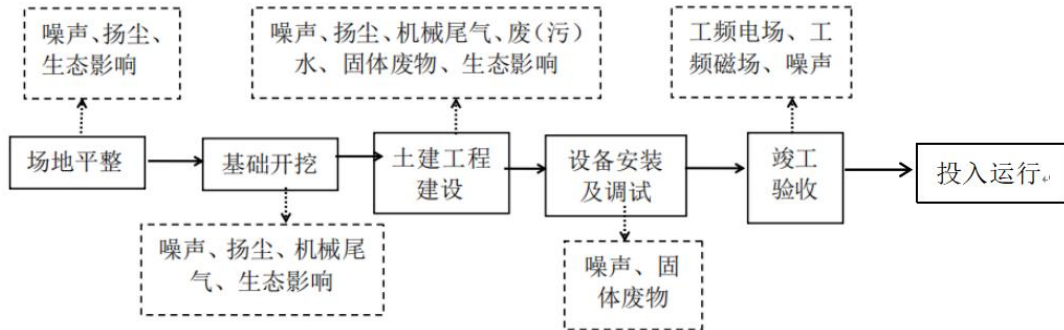 噪声、扬尘、
生态影响
噪声、扬尘、机械尾气、废(污)
水、固体废物、生态影响
工频电场、工
频磁场、噪声
场地平整
基础开挖
土建工程
建设
设备安装
及调试
竣工
验收
投入运行
噪声、扬尘、机械尾
气、生态影响
噪声、固
体废物